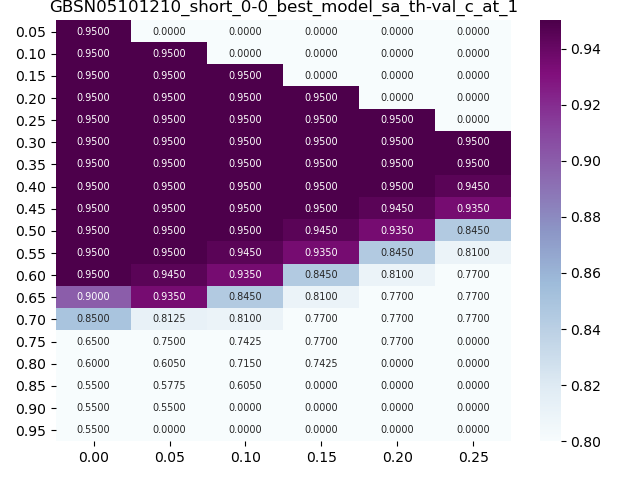 GBSN05101210_short_0-0_best_model_sa_th-val_c_at_1
0.05 0.9500 0.0000 0.0000 0.0000 0.0000 0.0000
0.10 0.9500 0.9500 0.0000 0.0000 0.0000 0.0000
0.15 0.9500 0.9500 0.9500 0.0000 0.0000 0.0000
0.20 0.9500 0.9500 0.9500 0.9500 0.0000 0.0000
0.25 0.9500 0.9500 0.9500 0.9500 0.9500 0.0000
0.30 0.9500 0.9500 0.9500 0.9500 0.9500 0.9500
0.35 0.9500 0.9500 0.9500 0.9500 0.9500 0.9500
0.40 0.9500 0.9500 0.9500 0.9500 0.9500 0.9450
0.45 0.9500 0.9500 0.9500 0.9500 0.9450 0.9350
0.50 0.9500 0.9500 0.9500 0.9450 0.9350 0.8450
0.55 0.9500 0.9500 0.9450 0.9350 0.8450 0.8100
0.60 0.9500 0.9450 0.9350 0.8450 0.8100 0.7700
0.65 0.9000 0.9350 0.8450 0.8100 0.7700 0.7700
0.70 0.8500 0.8125 0.8100 0.7700 0.7700 0.7700
0.75 0.6500 0.7500 0.7425 0.7700 0.7700 0.0000
0.80 0.6000 0.6050 0.7150 0.7425 0.0000 0.0000
0.85 0.5500 0.5775 0.6050 0.0000 0.0000 0.0000
0.90 0.5500 0.5500 0.0000 0.0000 0.0000 0.0000
0.95 0.5500 0.0000 0.0000 0.0000 0.0000 0.0000
0.00 0.05 0.10 0.15 0.20 0.25
0.94
0.92
0.90
0.88
0.86
0.84
0.82
0.80